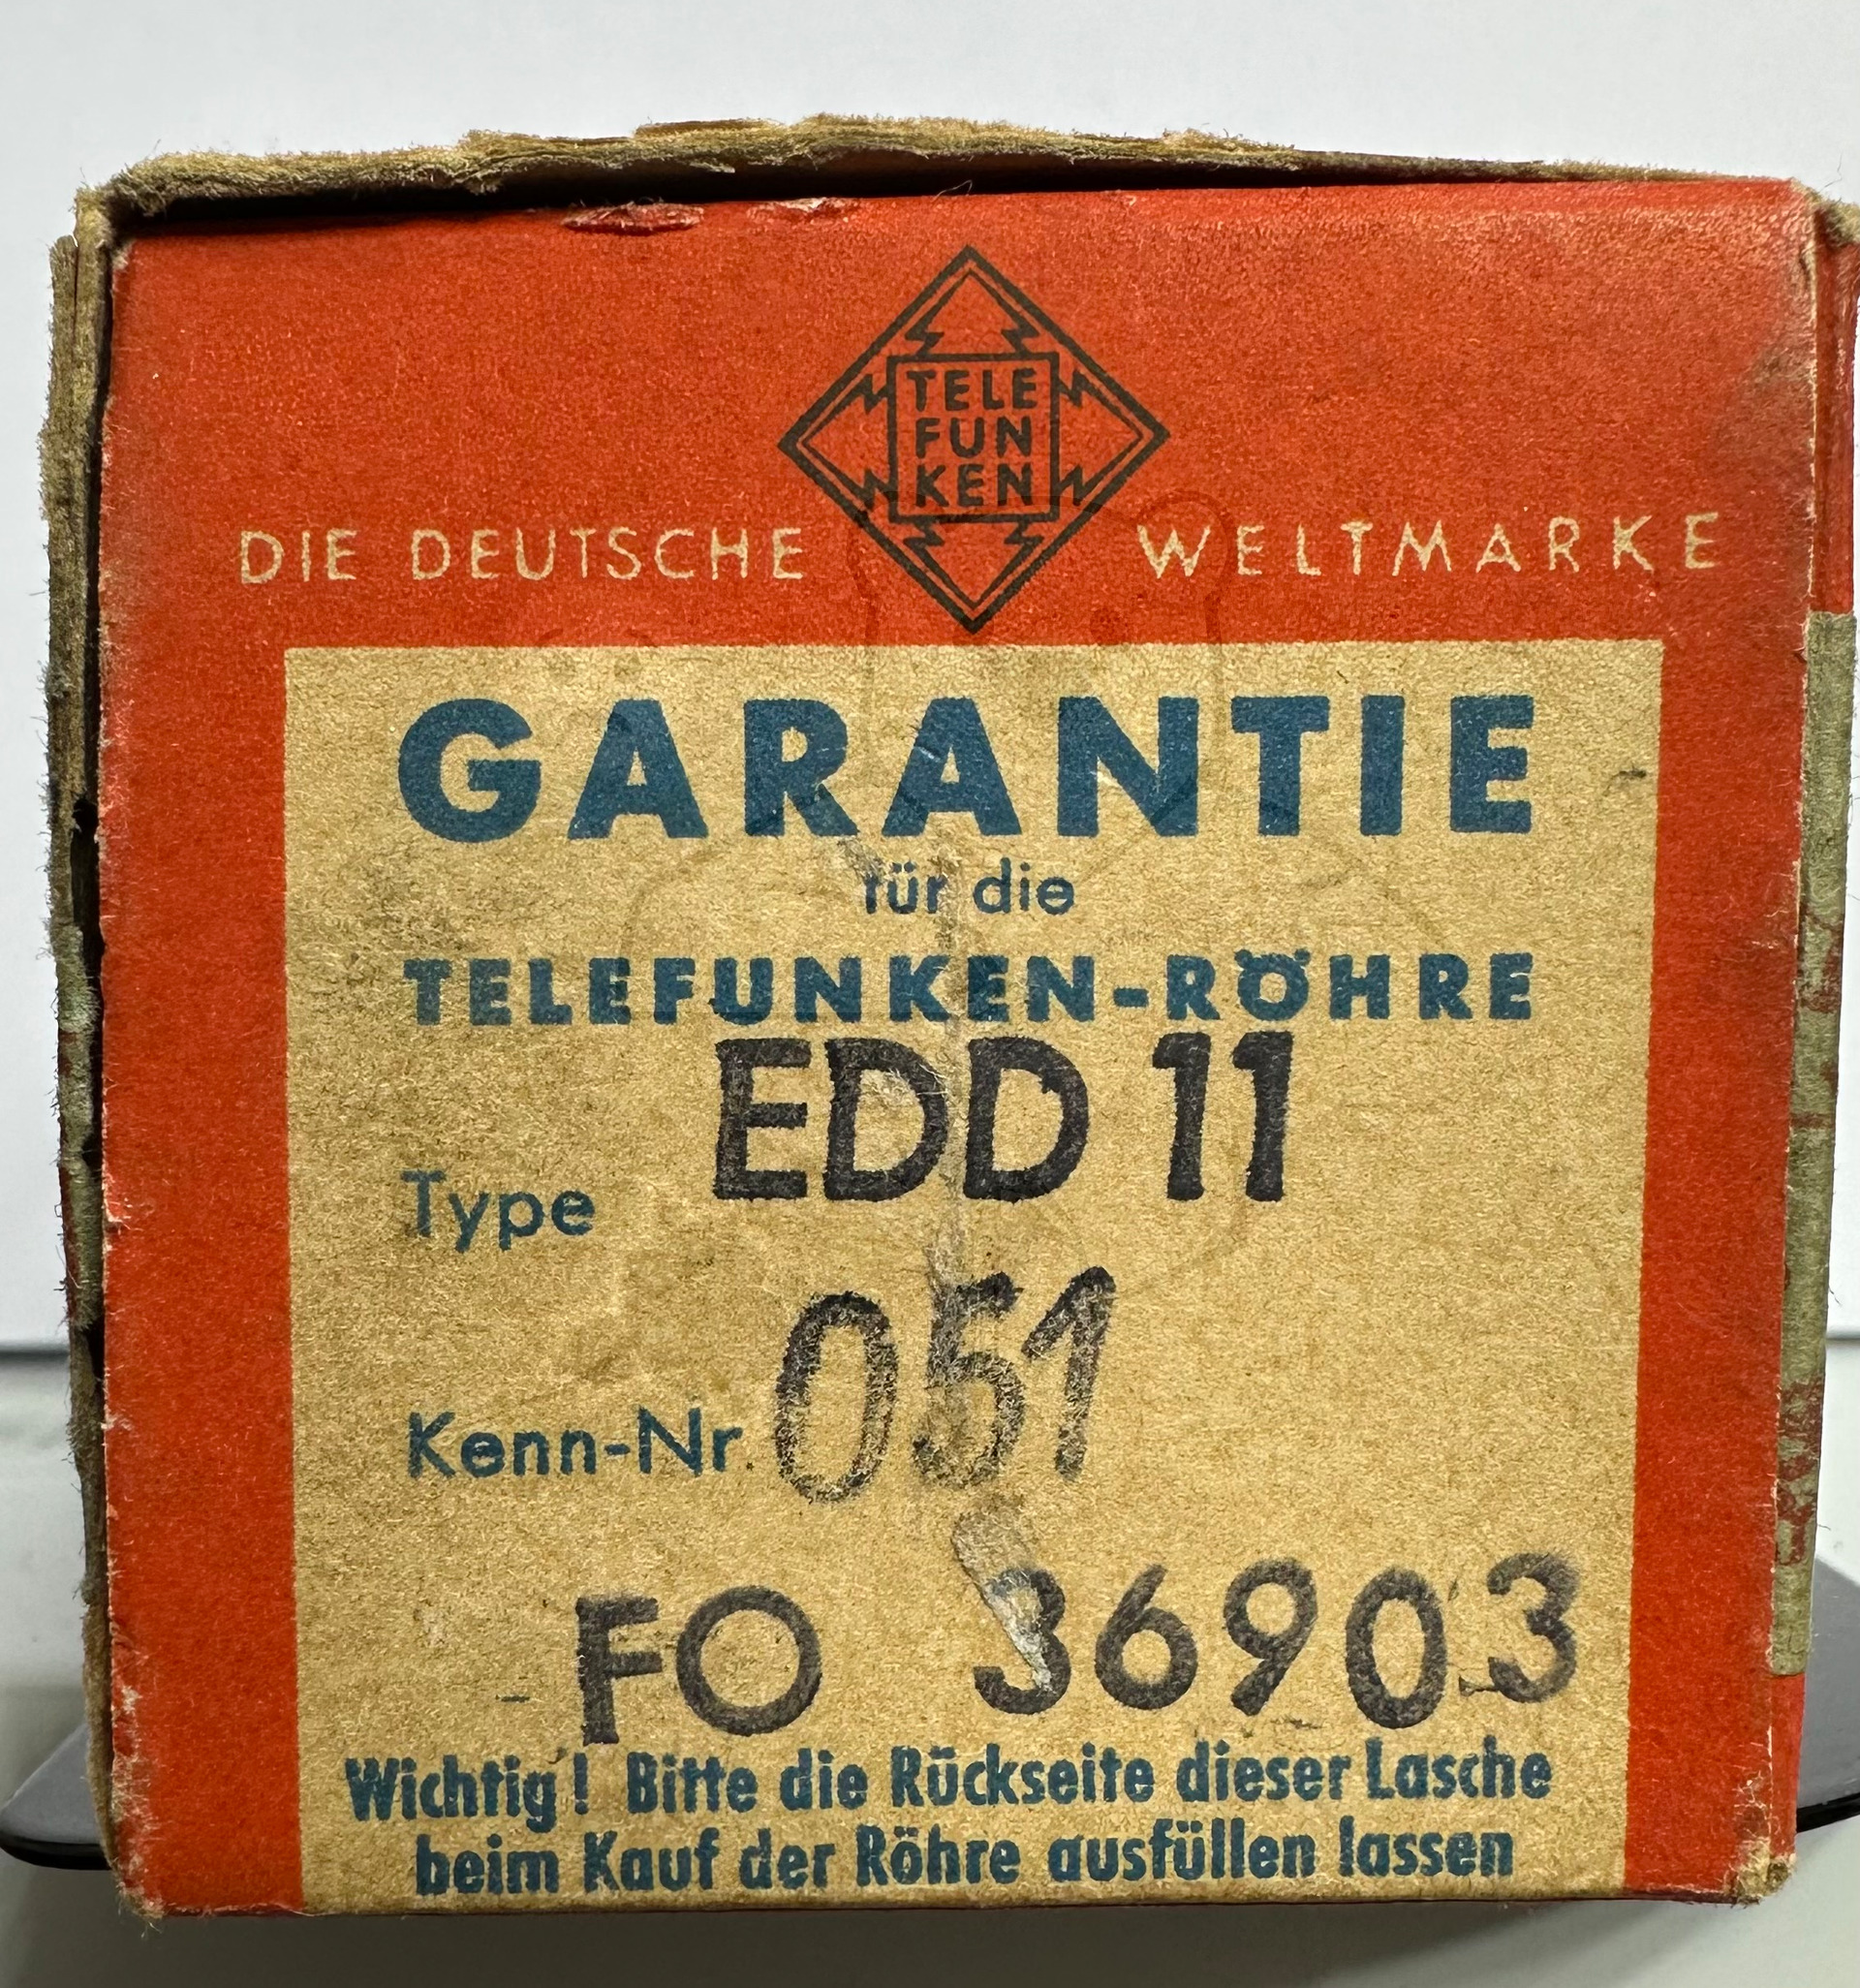 TELE
FUN
KEN
DIE DEUTSCHE WELTMARKE
GARANTIE
für die
TELEFUNKEN-RÖHRE
EDD 11
Type
051
Kenn-Nr.
FO 36903
Wichtig! Bitte die Rückseite dieser Lasche
beim Kauf der Röhre ausfüllen lassen